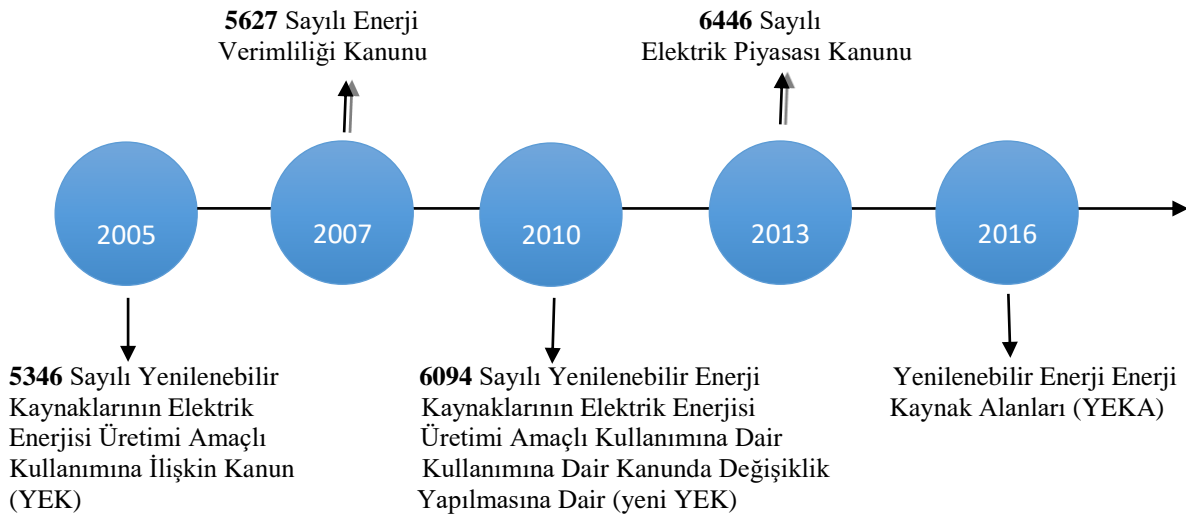 5627 Sayılı Enerji
Verimliliği Kanunu
6446 Sayılı
Elektrik Piyasası Kanunu
2005
2007
2010
2013
2016
5346 Sayılı Yenilenebilir
Kaynaklarının Elektrik
Enerjisi Üretimi Amaçlı
Kullanımına İlişkin Kanun
(YEK)
6094 Sayılı Yenilenebilir Enerji
Kaynaklarının Elektrik Enerjisi
Üretimi Amaçlı Kullanımına Dair
Kullanımına Dair Kanunda Değişiklik
Yapılmasına Dair (yeni YEK)
Yenilenebilir Enerji Enerji
Kaynak Alanları (YEKA)